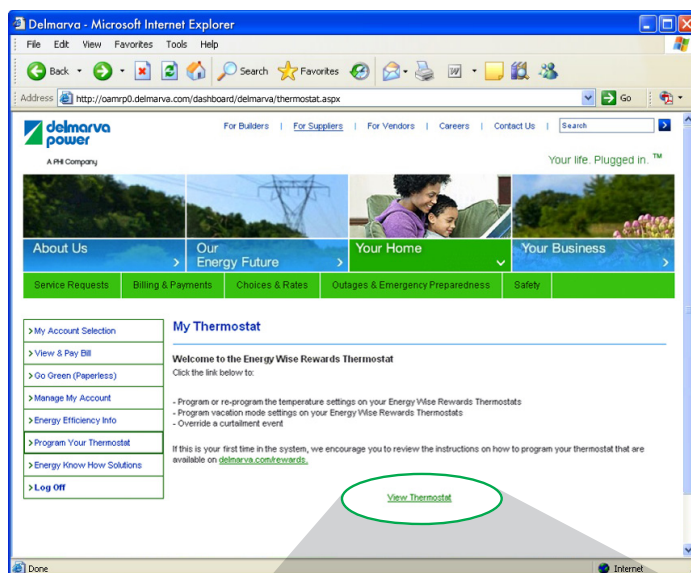 Delmarva - Microsoft Internet Explorer
File Edit View Favorites Tools Help
Back Search Favorites
Address http://oamrp0.delmarva.com/dashboard/delmarva/thermostat.aspx Go
delmarva
power
A PHI Company
For Builders | For Suppliers | For Vendors | Careers | Contact Us | Search
Your life. Plugged in. ™
About Us
Our
Energy Future
Your Home
Your Business
Service Requests Billing & Payments Choices & Rates Outages & Emergency Preparedness Safety
My Account Selection
View & Pay Bill
Go Green (Paperless)
Manage My Account
Energy Efficiency Info
Program Your Thermostat
Energy Know How Solutions
Log Off
My Thermostat
Welcome to the Energy Wise Rewards Thermostat
Click the link below to:
- Program or re-program the temperature settings on your Energy Wise Rewards Thermostats
- Program vacation mode settings on your Energy Wise Rewards Thermostats
- Override a curtailment event
If this is your first time in the system, we encourage you to review the instructions on how to program your thermostat that are
available on delmarva.com/rewards.
View Thermostat
Done Internet